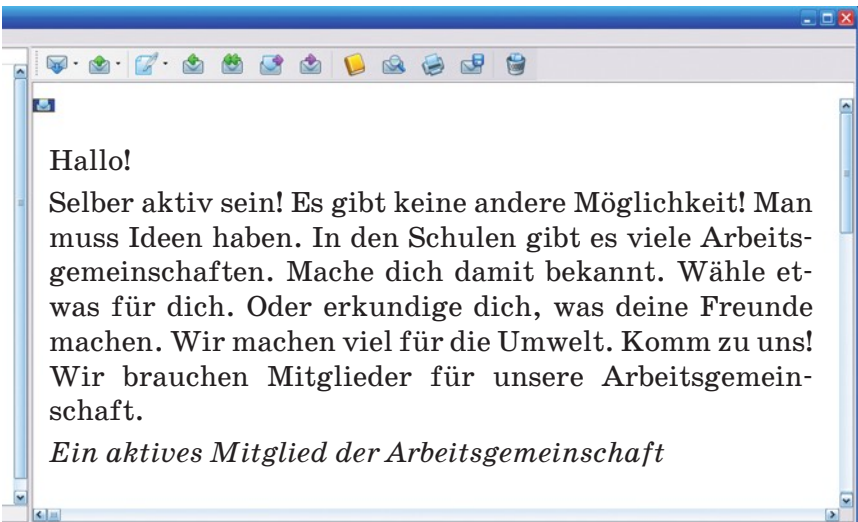 Hallo!
Selber aktiv sein! Es gibt keine andere Möglichkeit! Man
muss Ideen haben. In den Schulen gibt es viele Arbeits-
gemeinschaften. Mache dich damit bekannt. Wähle et-
was für dich. Oder erkundige dich, was deine Freunde
machen. Wir machen viel für die Umwelt. Komm zu uns!
Wir brauchen Mitglieder für unsere Arbeitsgemein-
schaft.
Ein aktives Mitglied der Arbeitsgemeinschaft